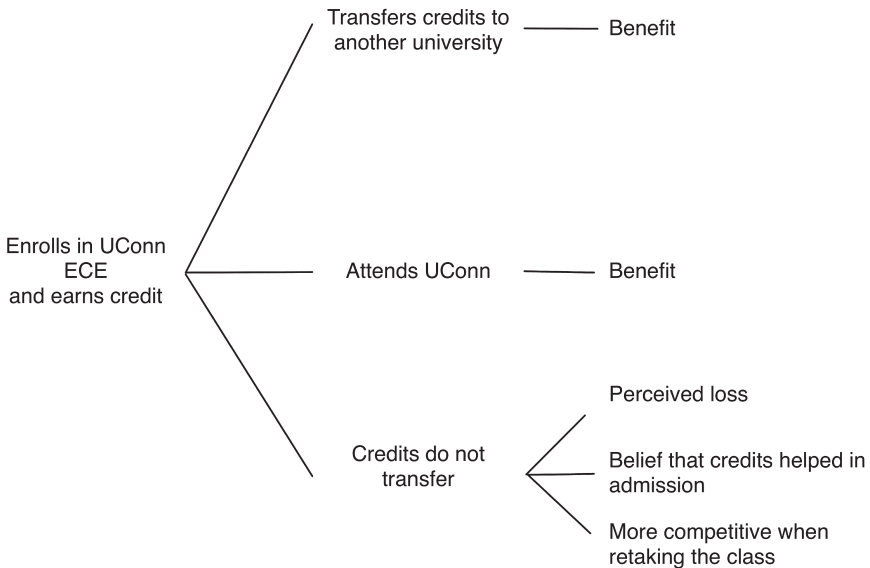 Transfers credits to
another university
Benefit
Enrolls in UConn
ECE
and earns credit
Attends UConn
Benefit
Credits do not
transfer
Perceived loss
Belief that credits helped in
admission
More competitive when
retaking the class